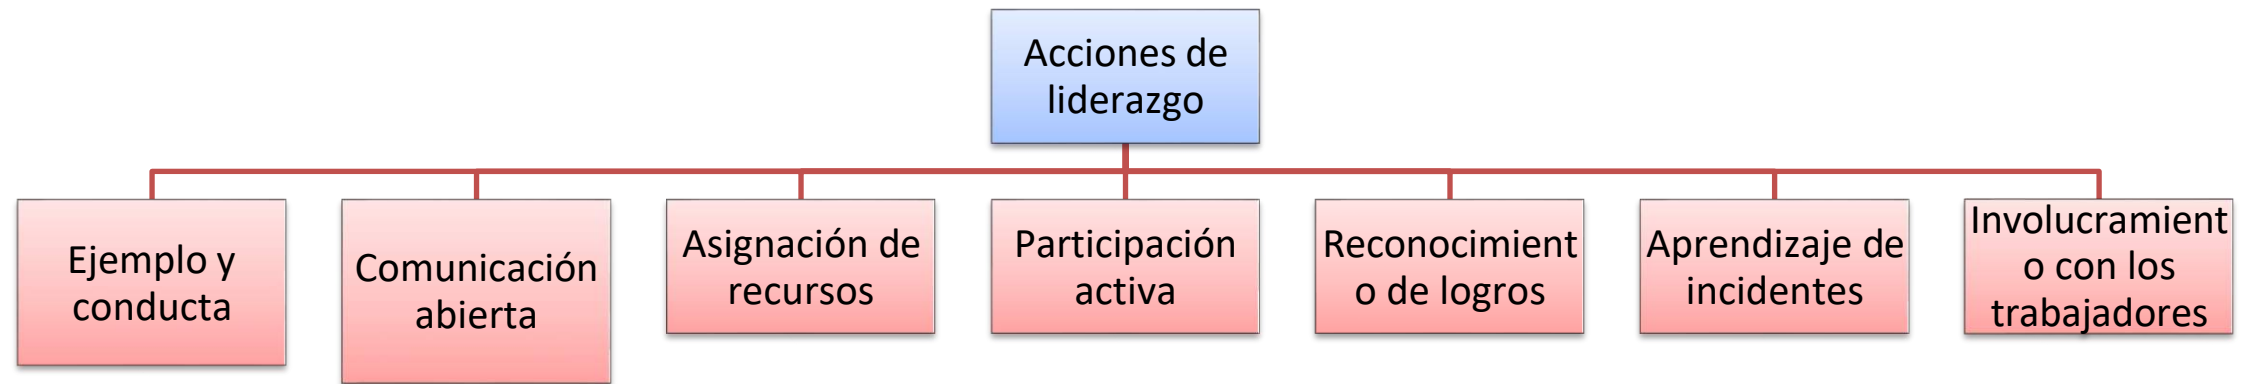 Acciones de
liderazgo
Ejemplo y
conducta
Comunicación
abierta
Asignación de
recursos
Participación
activa
Reconocimient
o de logros
Aprendizaje de
incidentes
Involucramient
o con los
trabajadores